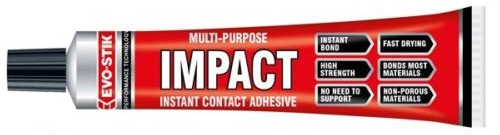 EVO-STIK
PERFORMANCE TECHNOLOGY
MULTI-PURPOSE
IMPACT
INSTANT CONTACT ADHESIVE
INSTANT
BOND
FAST DRYING
HIGH
STRENGTH
BONDS MOST
MATERIALS
NO NEED TO
SUPPORT
NON-POROUS
MATERIALS